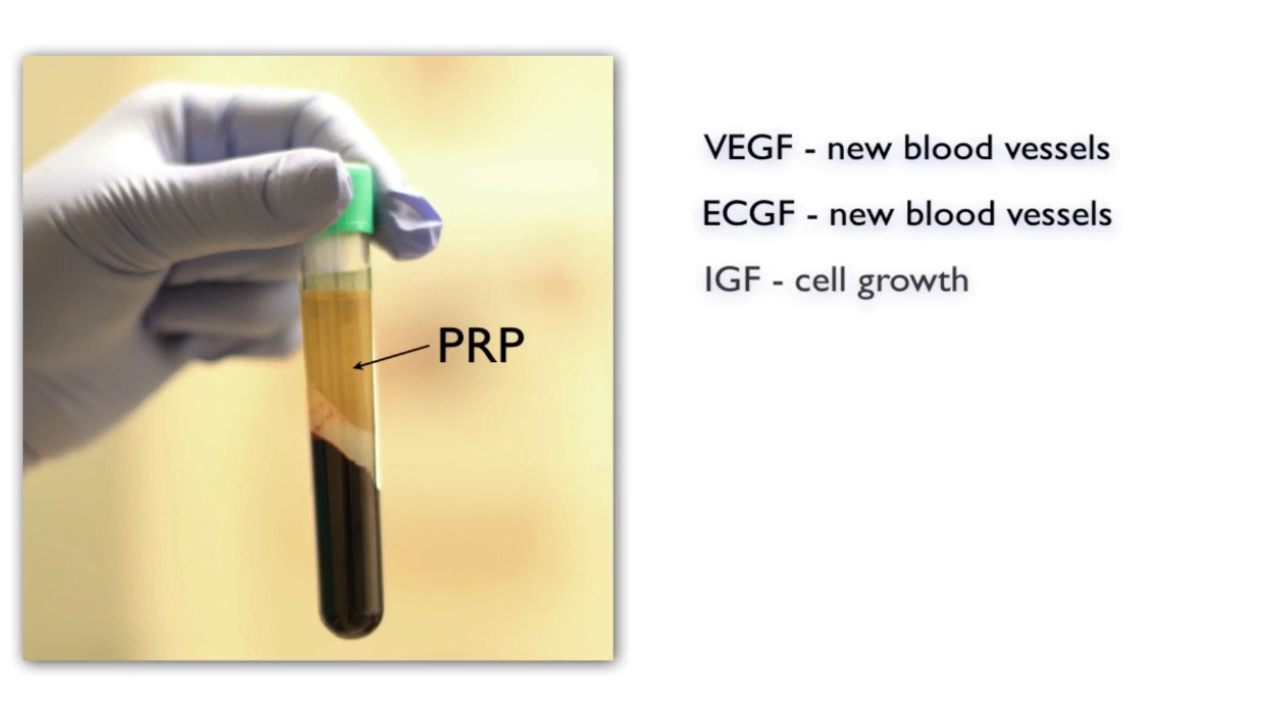 VEGF - new blood vessels
ECGF - new blood vessels
IGF - cell growth
PRP